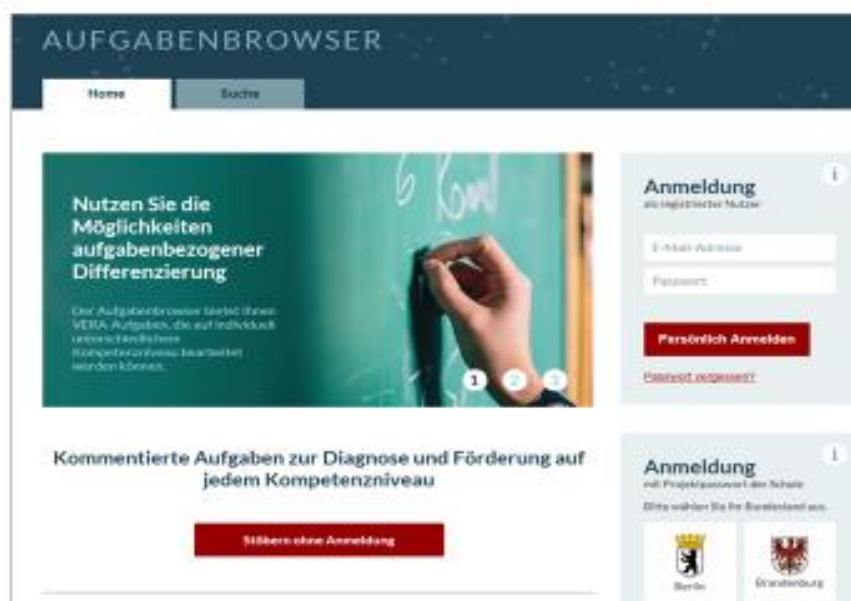 AUFGABENBROWSER
Home
Suche
Nutzen Sie die
Möglichkeiten
aufgabenbezogener
Differenzierung
Der Aufgabenbrowser bietet Ihnen
VERA-Aufgaben, die auf individuell
unterschiedlichem
Kompetenzniveau bearbeitet
werden können.
1 2 3
Kommentierte Aufgaben zur Diagnose und Förderung auf
jedem Kompetenzniveau
Stöbern ohne Anmeldung
Anmeldung
i
als registrierter Nutzer
E-Mail-Adresse
Passwort
Persönlich Anmelden
Passwort vergessen?
Anmeldung
i
mit Projektpasswort der Schule
Bitte wählen Sie Ihr Bundesland aus.
Berlin
Brandenburg